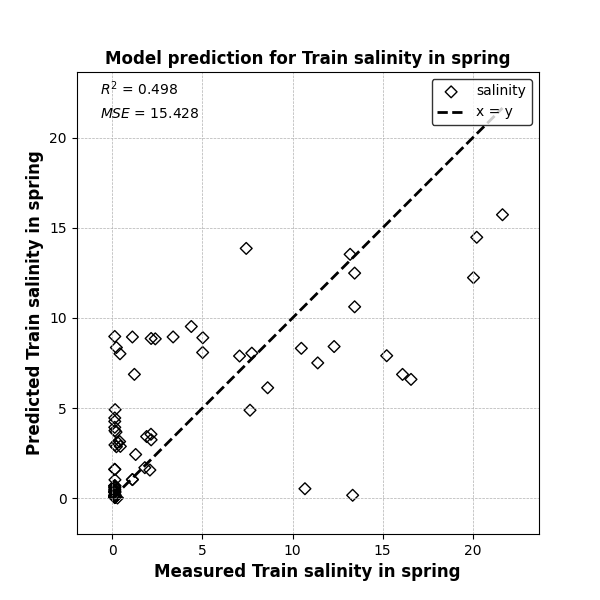 Model prediction for Train salinity in spring
R² = 0.498
MSE = 15.428
salinity
x = y
20
15
10
5
0
0 5 10 15 20
Predicted Train salinity in spring
Measured Train salinity in spring